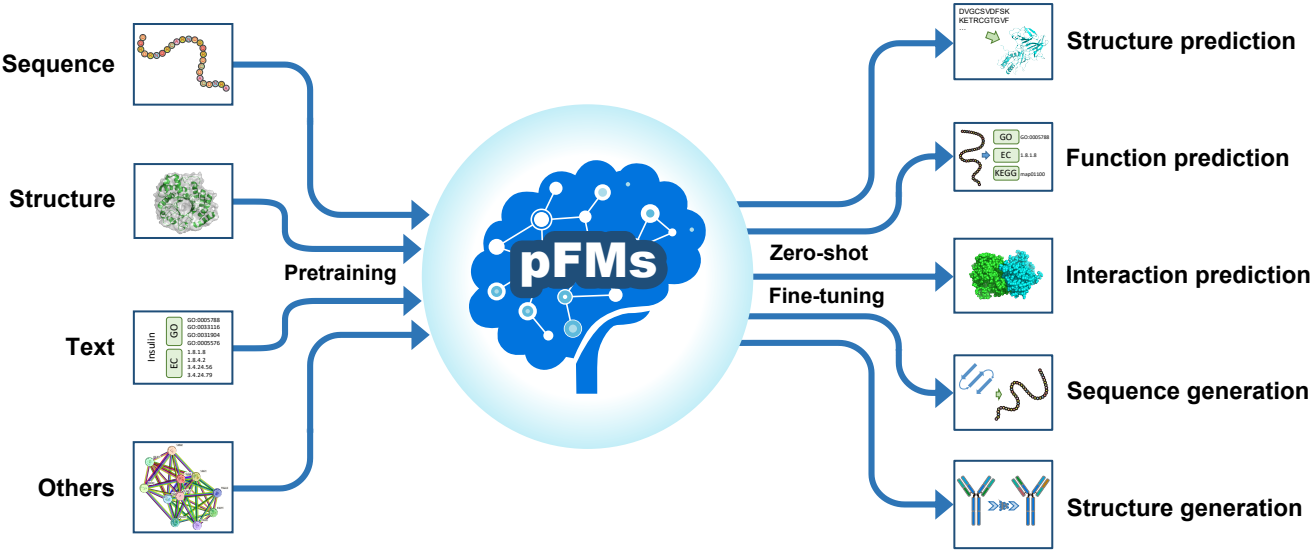 Sequence
Structure
Text
Others
Insulin
GO
GO:0005788
GO:0033116
GO:0031904
GO:0005576
EC
1.8.1.8
1.8.4.2
3.4.24.56
3.4.24.79
Pretraining
pFMs
Zero-shot
Fine-tuning
DVGCSVDFSK
KETRCGTGVF
...
Structure prediction
GO GO:0005788
EC 1.8.1.8
KEGG map01100
Function prediction
Interaction prediction
Sequence generation
Structure generation